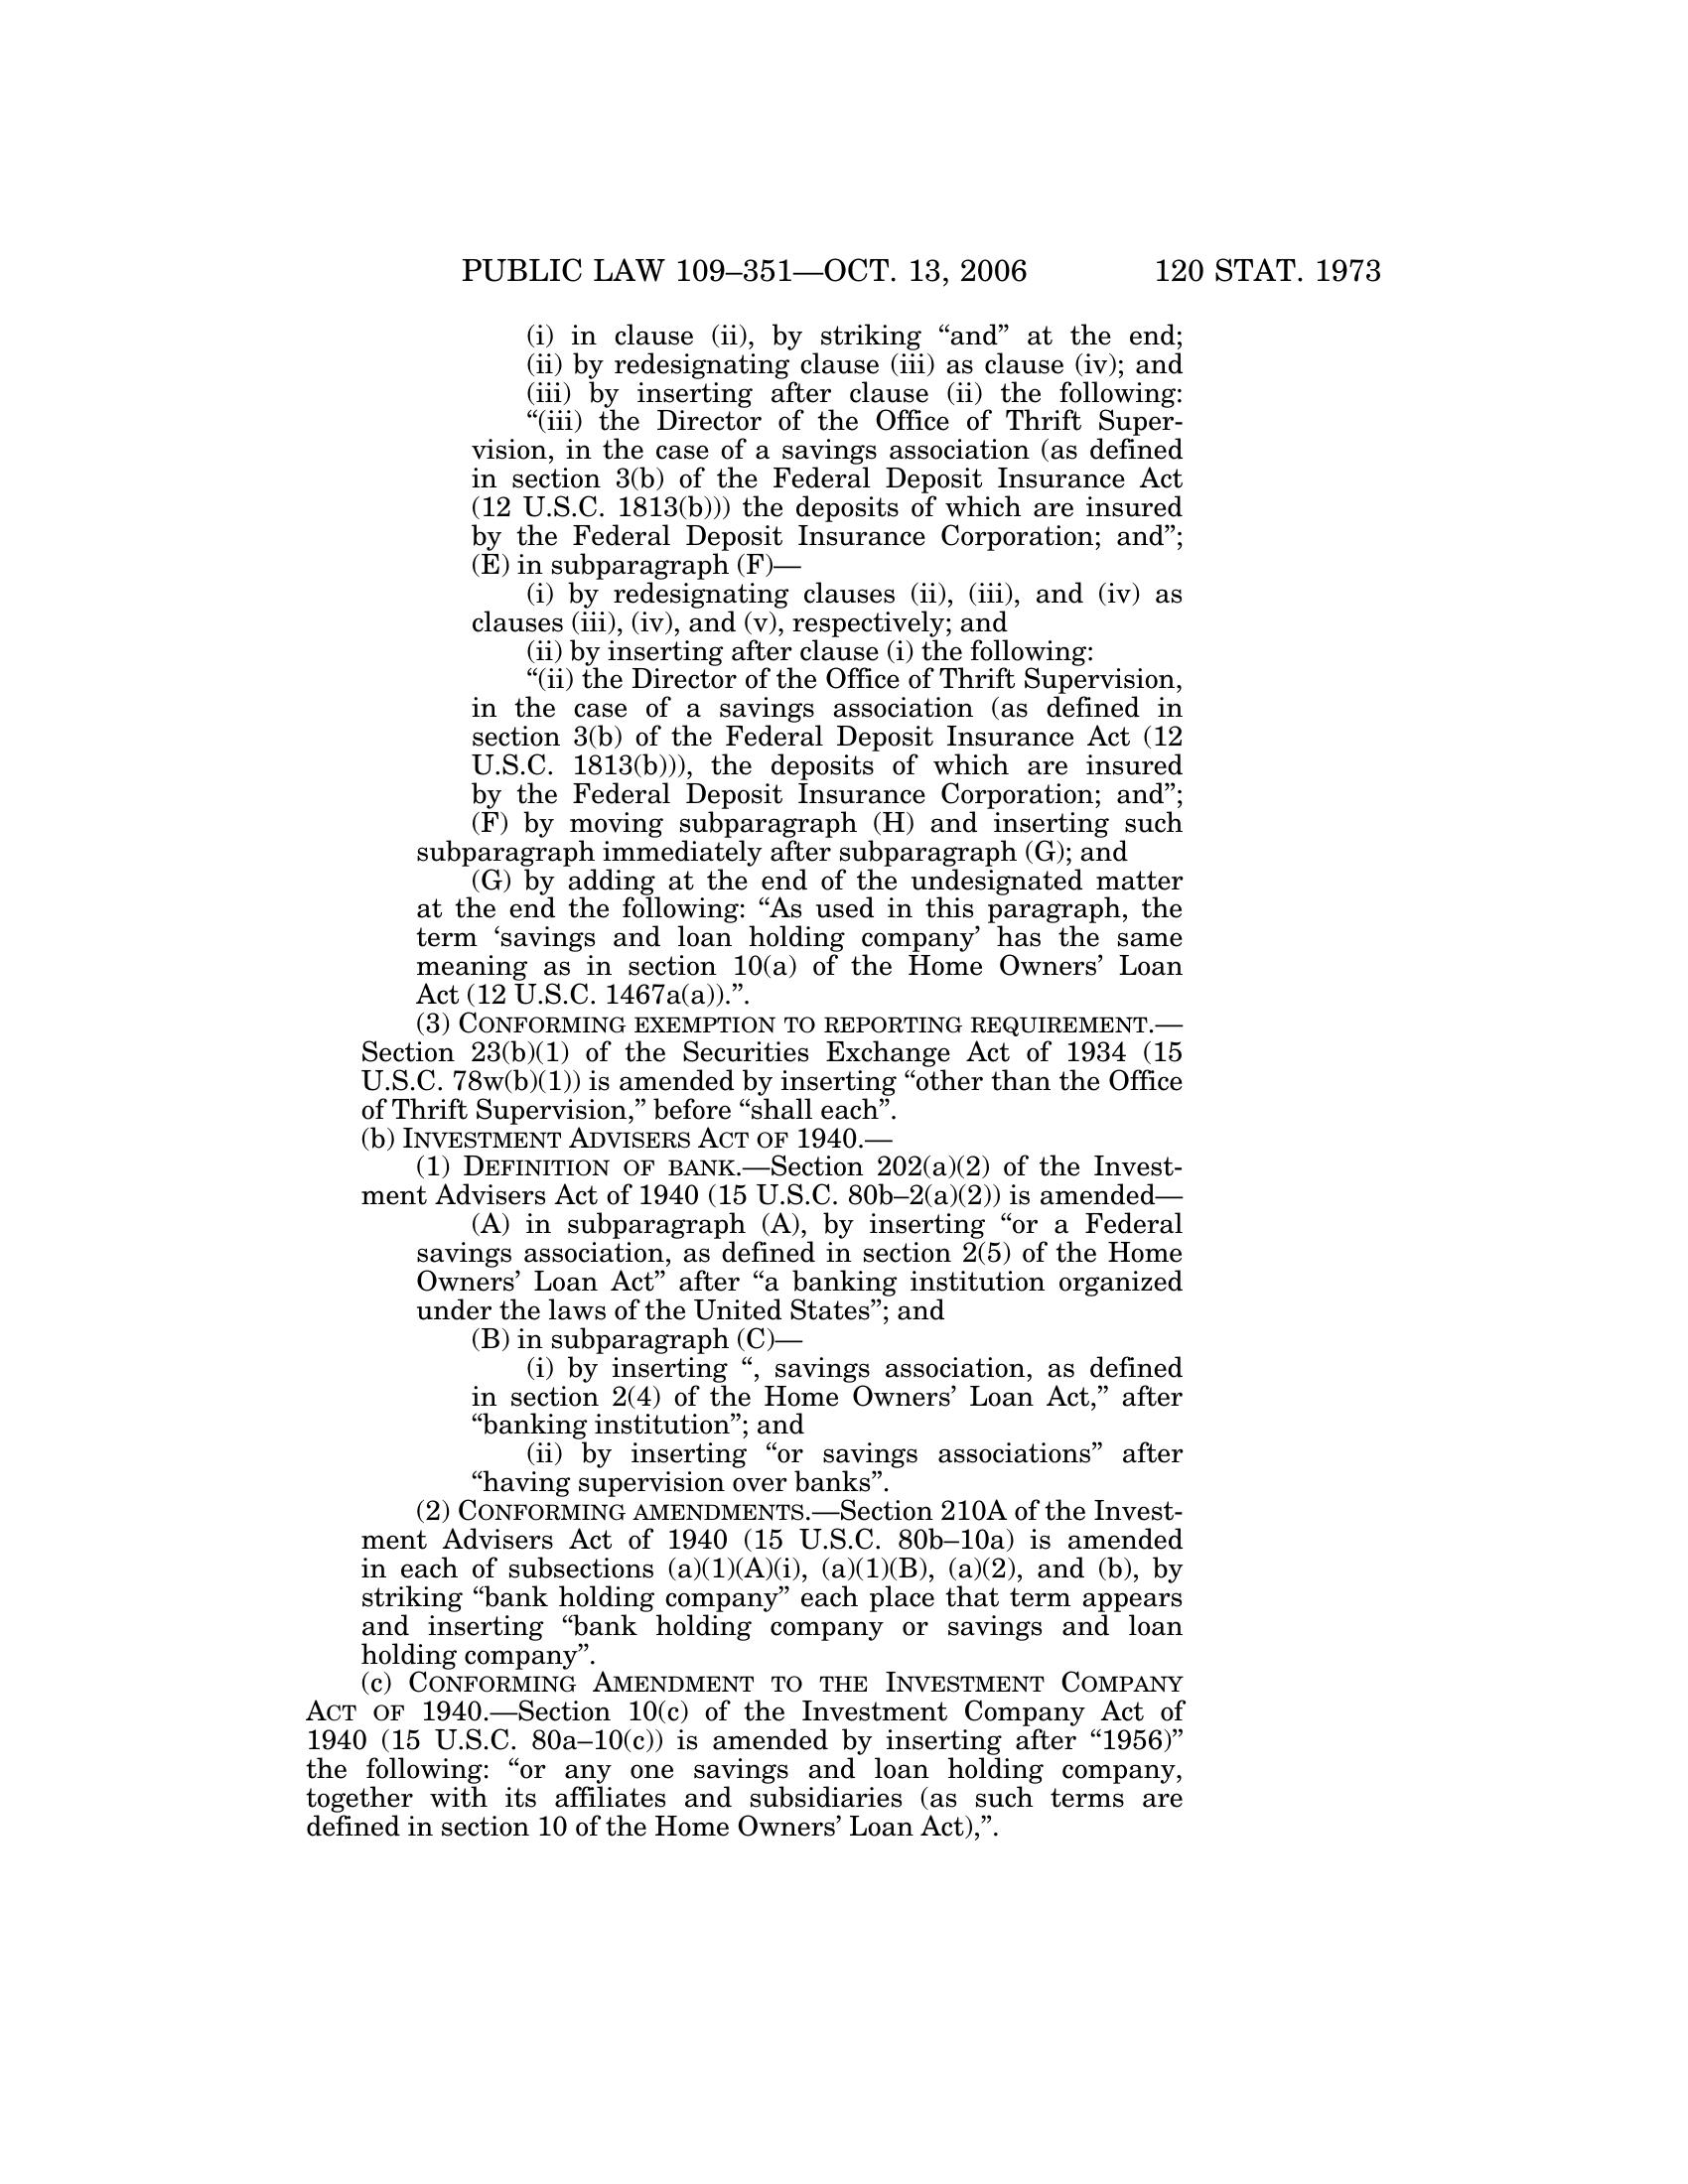 PUBLIC LAW 109–351—OCT. 13, 2006 120 STAT. 1973
(i) in clause (ii), by striking “and” at the end;
(ii) by redesignating clause (iii) as clause (iv); and
(iii) by inserting after clause (ii) the following:
“(iii) the Director of the Office of Thrift Super-
vision, in the case of a savings association (as defined
in section 3(b) of the Federal Deposit Insurance Act
(12 U.S.C. 1813(b))) the deposits of which are insured
by the Federal Deposit Insurance Corporation; and”;
(E) in subparagraph (F)—
(i) by redesignating clauses (ii), (iii), and (iv) as
clauses (iii), (iv), and (v), respectively; and
(ii) by inserting after clause (i) the following:
“(ii) the Director of the Office of Thrift Supervision,
in the case of a savings association (as defined in
section 3(b) of the Federal Deposit Insurance Act (12
U.S.C. 1813(b))), the deposits of which are insured
by the Federal Deposit Insurance Corporation; and”;
(F) by moving subparagraph (H) and inserting such
subparagraph immediately after subparagraph (G); and
(G) by adding at the end of the undesignated matter
at the end the following: “As used in this paragraph, the
term ‘savings and loan holding company’ has the same
meaning as in section 10(a) of the Home Owners’ Loan
Act (12 U.S.C. 1467a(a)).”.
(3) CONFORMING EXEMPTION TO REPORTING REQUIREMENT.—
Section 23(b)(1) of the Securities Exchange Act of 1934 (15
U.S.C. 78w(b)(1)) is amended by inserting “other than the Office
of Thrift Supervision,” before “shall each”.
(b) INVESTMENT ADVISERS ACT OF 1940.—
(1) DEFINITION OF BANK.—Section 202(a)(2) of the Invest-
ment Advisers Act of 1940 (15 U.S.C. 80b–2(a)(2)) is amended—
(A) in subparagraph (A), by inserting “or a Federal
savings association, as defined in section 2(5) of the Home
Owners’ Loan Act” after “a banking institution organized
under the laws of the United States”; and
(B) in subparagraph (C)—
(i) by inserting “, savings association, as defined
in section 2(4) of the Home Owners’ Loan Act,” after
“banking institution”; and
(ii) by inserting “or savings associations” after
“having supervision over banks”.
(2) CONFORMING AMENDMENTS.—Section 210A of the Invest-
ment Advisers Act of 1940 (15 U.S.C. 80b–10a) is amended
in each of subsections (a)(1)(A)(i), (a)(1)(B), (a)(2), and (b), by
striking “bank holding company” each place that term appears
and inserting “bank holding company or savings and loan
holding company”.
(c) CONFORMING AMENDMENT TO THE INVESTMENT COMPANY
ACT OF 1940.—Section 10(c) of the Investment Company Act of
1940 (15 U.S.C. 80a–10(c)) is amended by inserting after “1956)”
the following: “or any one savings and loan holding company,
together with its affiliates and subsidiaries (as such terms are
defined in section 10 of the Home Owners’ Loan Act),”.